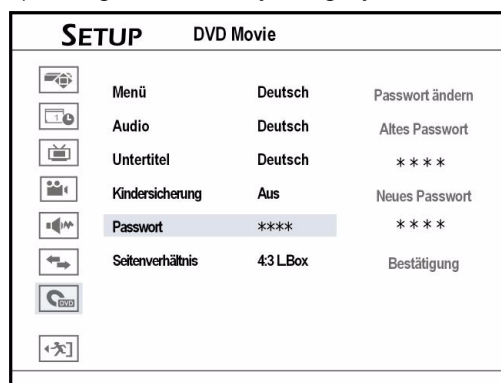 SETUP DVD Movie
Menü Deutsch Passwort ändern
Audio Deutsch Altes Passwort
Untertitel Deutsch ****
Kindersicherung Aus Neues Passwort
Passwort **** ****
Seitenverhältnis 4:3 L.Box Bestätigung
DVD